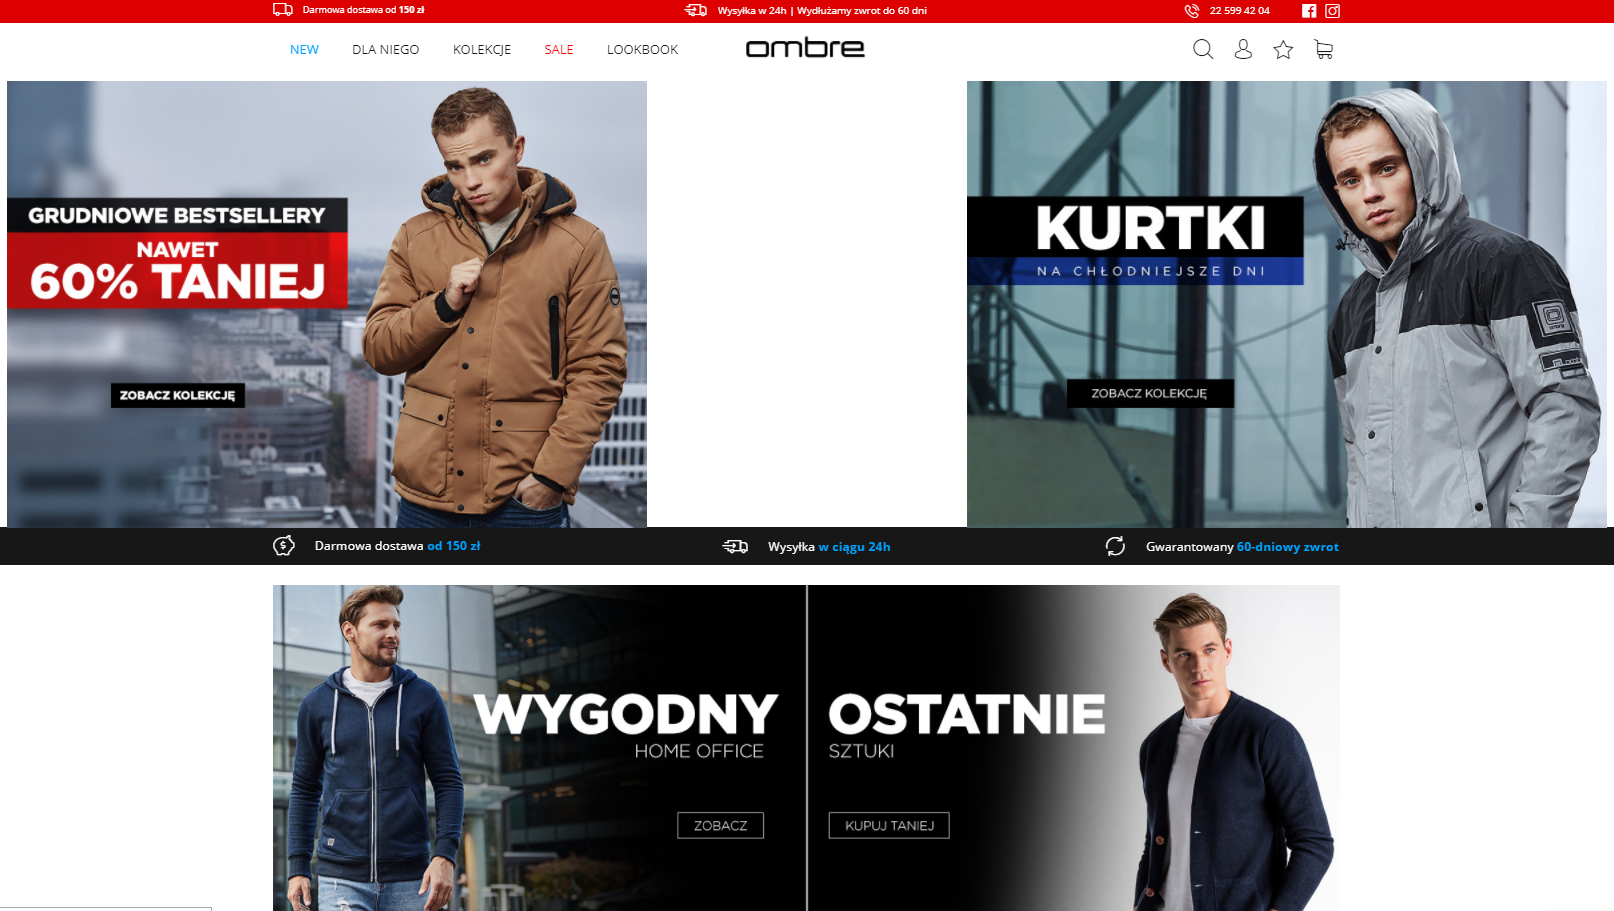 Darmowa dostawa od 150 zł
Wysyłka w 24h | Wydłużamy zwrot do 60 dni
22 599 42 04
NEW DLA NIEGO KOLEKCJE SALE LOOKBOOK
ombre
GRUDNIOWE BESTSELLERY
NAWET
60% TANIEJ
ZOBACZ KOLEKCJĘ
KURTKI
NA CHŁODNIEJSZE DNI
ZOBACZ KOLEKCJĘ
Darmowa dostawa od 150 zł
Wysyłka w ciągu 24h
Gwarantowany 60-dniowy zwrot
WYGODNY
HOME OFFICE
ZOBACZ
OSTATNIE
SZTUKI
KUPUJ TANIEJ